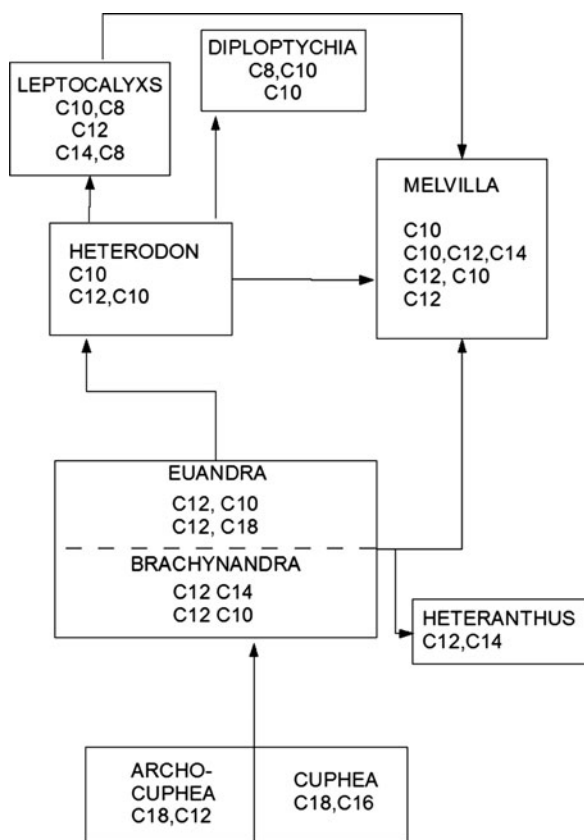 DIPLOPTYCHIA
C8,C10
C10
LEPTOCALYXS
C10,C8
C12
C14,C8
MELVILLA
C10
C10,C12,C14
C12, C10
C12
HETERODON
C10
C12,C10
EUANDRA
C12, C10
C12, C18
BRACHYNANDRA
C12 C14
C12 C10
HETERANTHUS
C12,C14
ARCHO-
CUPHEA
C18,C12
CUPHEA
C18,C16